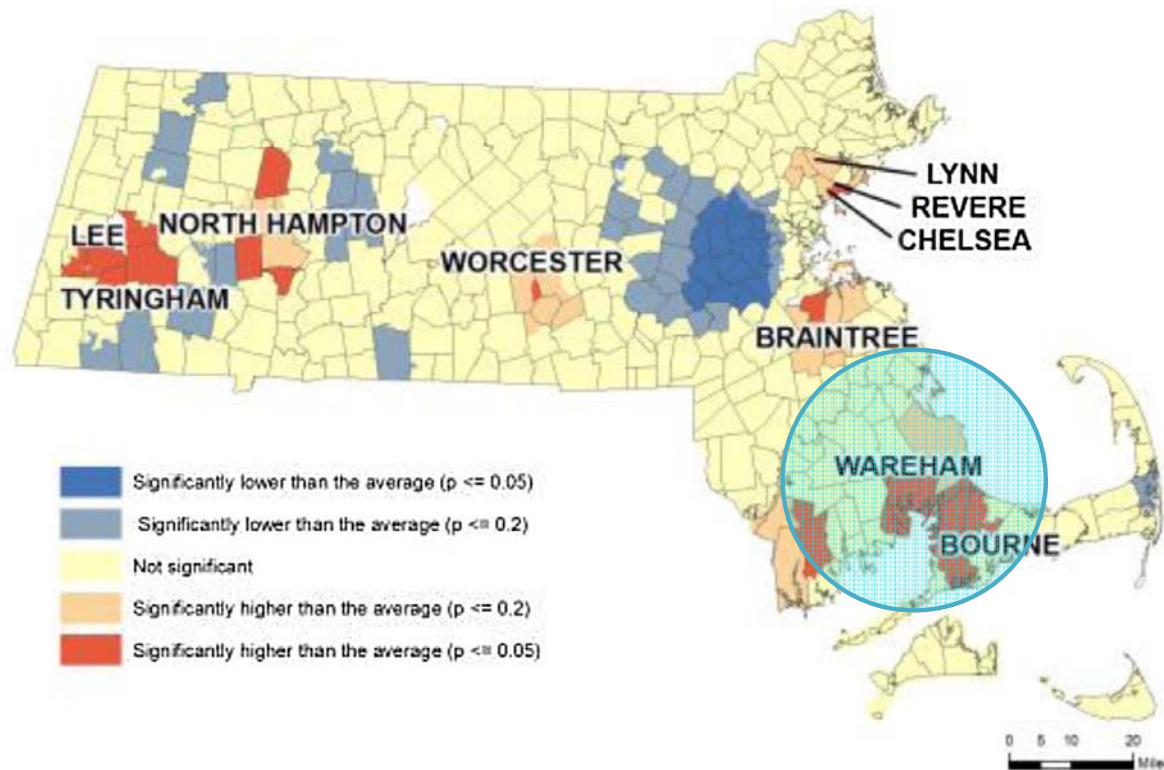 LYNN
REVERE
CHELSEA
NORTH HAMPTON
LEE
WORCESTER
TYRINGHAM
BRAINTREE
WAREHAM
BOURNE
Significantly lower than the average (p <= 0.05)
Significantly lower than the average (p <= 0.2)
Not significant
Significantly higher than the average (p <= 0.2)
Significantly higher than the average (p <= 0.05)
0 5 10 20
Mile